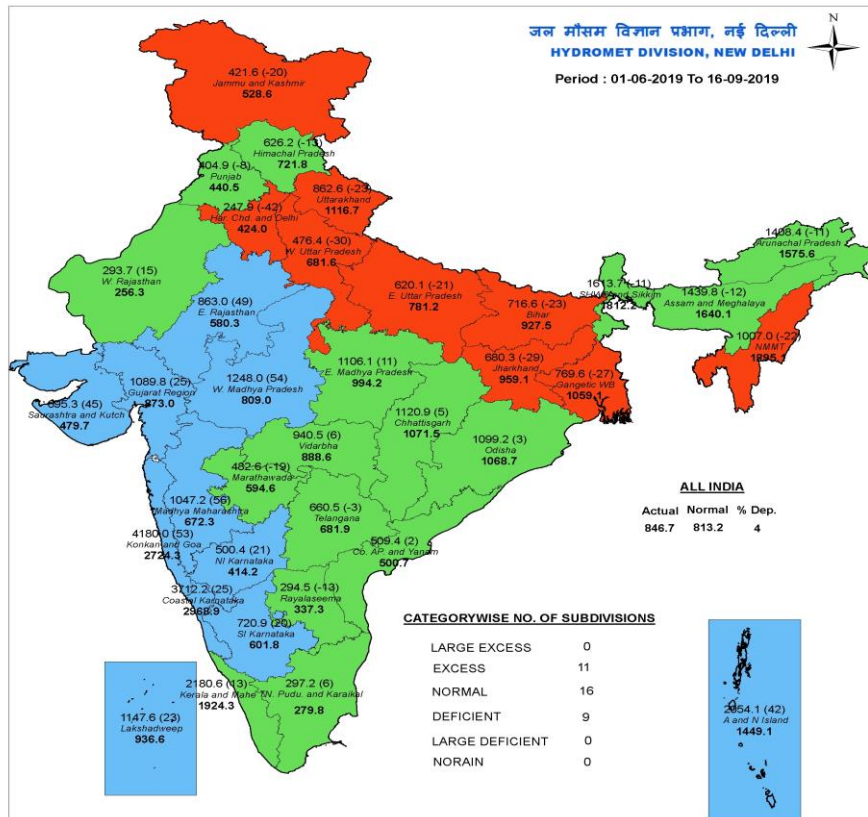 जल मौसम विज्ञान प्रभाग, नई दिल्ली
HYDROMET DIVISION, NEW DELHI
N
Period : 01-06-2019 To 16-09-2019
421.6 (-20)
Jammu and Kashmir
528.6
626.2 (-13)
Himachal Pradesh
721.8
404.9 (-8)
Punjab
440.5
862.6 (-23)
Uttarakhand
1116.7
247.9 (-42)
Har. Chd. and Delhi
424.0
476.4 (-30)
W. Uttar Pradesh
681.6
1408.4 (-11)
Arunachal Pradesh
1575.6
293.7 (15)
W. Rajasthan
256.3
620.1 (-21)
E. Uttar Pradesh
781.2
1613.7 (-11)
SHWB and Sikkim
1812.2
1439.8 (-12)
Assam and Meghalaya
1640.1
863.0 (49)
E. Rajasthan
580.3
716.6 (-23)
Bihar
927.5
1007.0 (-22)
NMMT
1295.1
1106.1 (11)
E. Madhya Pradesh
994.2
680.3 (-29)
Jharkhand
959.1
769.6 (-27)
Gangetic WB
1059.1
1089.8 (25)
Gujarat Region
873.0
1248.0 (54)
W. Madhya Pradesh
809.0
695.3 (45)
Saurashtra and Kutch
479.7
1120.9 (5)
Chhattisgarh
1071.5
940.5 (6)
Vidarbha
888.6
1099.2 (3)
Odisha
1068.7
482.6 (-19)
Marathawada
594.6
1047.2 (56)
Madhya Maharashtra
672.3
660.5 (-3)
Telangana
681.9
4180.0 (53)
Konkan and Goa
2724.3
509.4 (2)
Co. AP. and Yanam
500.7
500.4 (21)
NI Karnataka
414.2
3712.2 (25)
Coastal Karnataka
2968.9
294.5 (-13)
Rayalaseema
337.3
720.9 (20)
SI Karnataka
601.8
2180.6 (13)
Kerala and Mahe
1924.3
297.2 (6)
TN. Pudu. and Karaikal
279.8
1147.6 (23)
Lakshadweep
936.6
2054.1 (42)
A and N Island
1449.1
ALL INDIA
Actual Normal % Dep.
846.7 813.2 4
CATEGORYWISE NO. OF SUBDIVISIONS
LARGE EXCESS 0
EXCESS 11
NORMAL 16
DEFICIENT 9
LARGE DEFICIENT 0
NORAIN 0